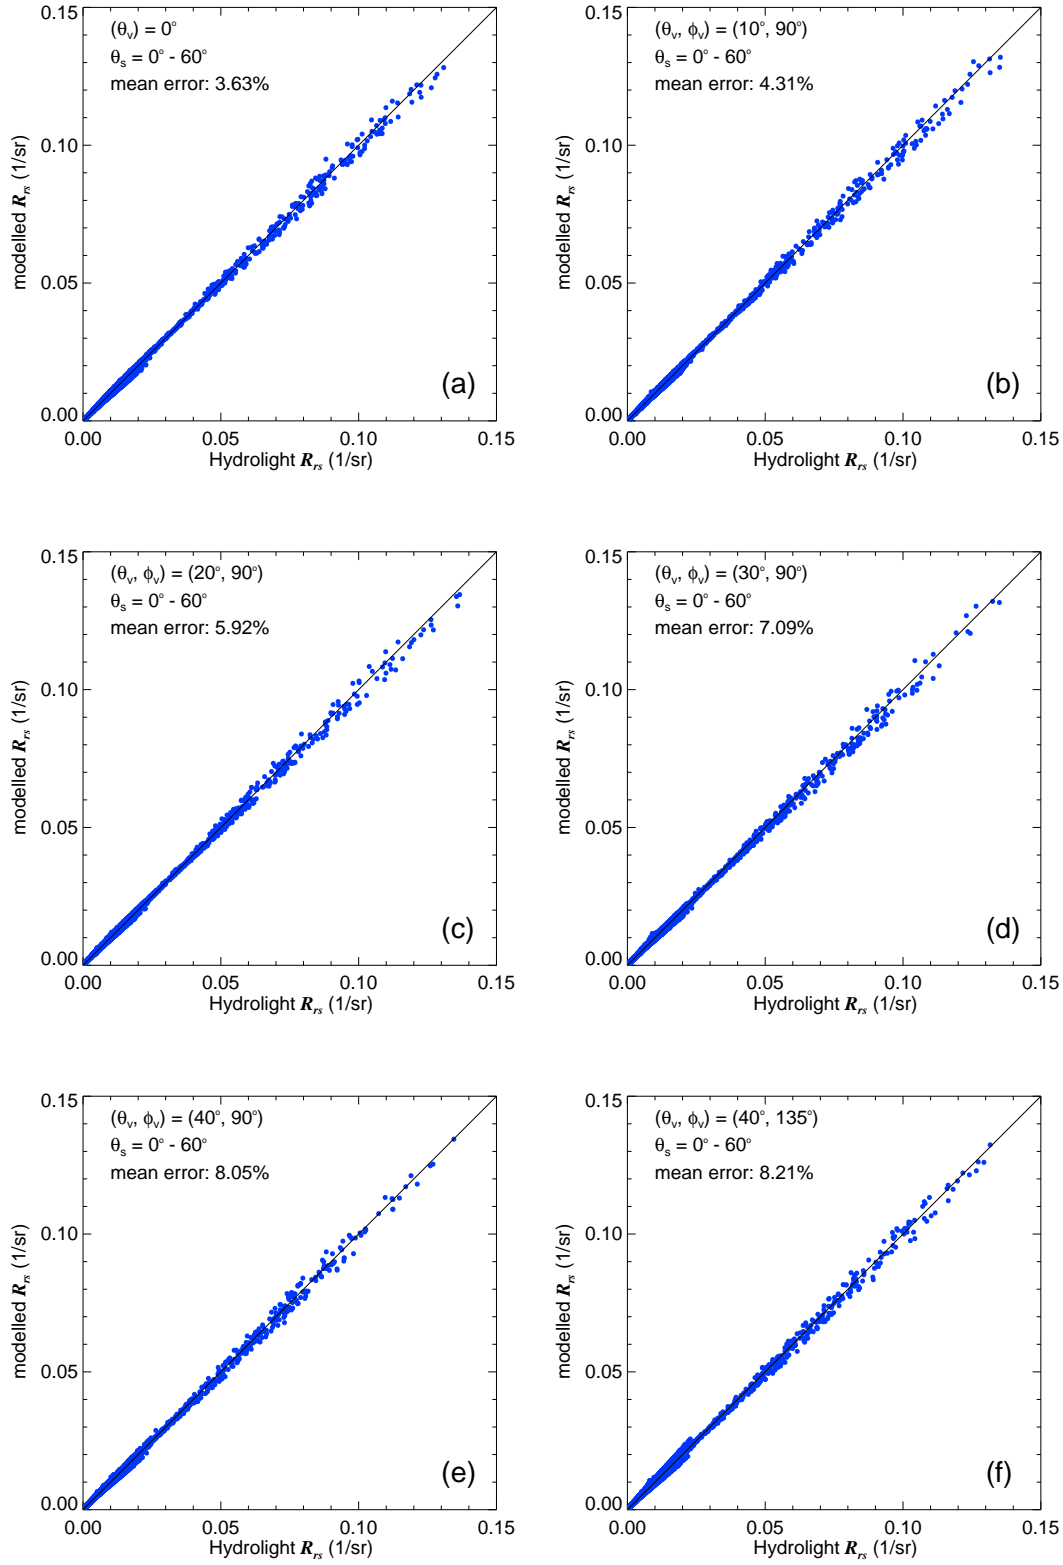 0.15
(θv) = 0°
θs = 0° - 60°
mean error: 3.63%
0.10
modelled Rrs (1/sr)
0.05
(a)
0.00
0.00 0.05 0.10 0.15
Hydrolight Rrs (1/sr)
0.15
(θv, ϕv) = (10°, 90°)
θs = 0° - 60°
mean error: 4.31%
0.10
modelled Rrs (1/sr)
0.05
(b)
0.00
0.00 0.05 0.10 0.15
Hydrolight Rrs (1/sr)
0.15
(θv, ϕv) = (20°, 90°)
θs = 0° - 60°
mean error: 5.92%
0.10
modelled Rrs (1/sr)
0.05
(c)
0.00
0.00 0.05 0.10 0.15
Hydrolight Rrs (1/sr)
0.15
(θv, ϕv) = (30°, 90°)
θs = 0° - 60°
mean error: 7.09%
0.10
modelled Rrs (1/sr)
0.05
(d)
0.00
0.00 0.05 0.10 0.15
Hydrolight Rrs (1/sr)
0.15
(θv, ϕv) = (40°, 90°)
θs = 0° - 60°
mean error: 8.05%
0.10
modelled Rrs (1/sr)
0.05
(e)
0.00
0.00 0.05 0.10 0.15
Hydrolight Rrs (1/sr)
0.15
(θv, ϕv) = (40°, 135°)
θs = 0° - 60°
mean error: 8.21%
0.10
modelled Rrs (1/sr)
0.05
(f)
0.00
0.00 0.05 0.10 0.15
Hydrolight Rrs (1/sr)